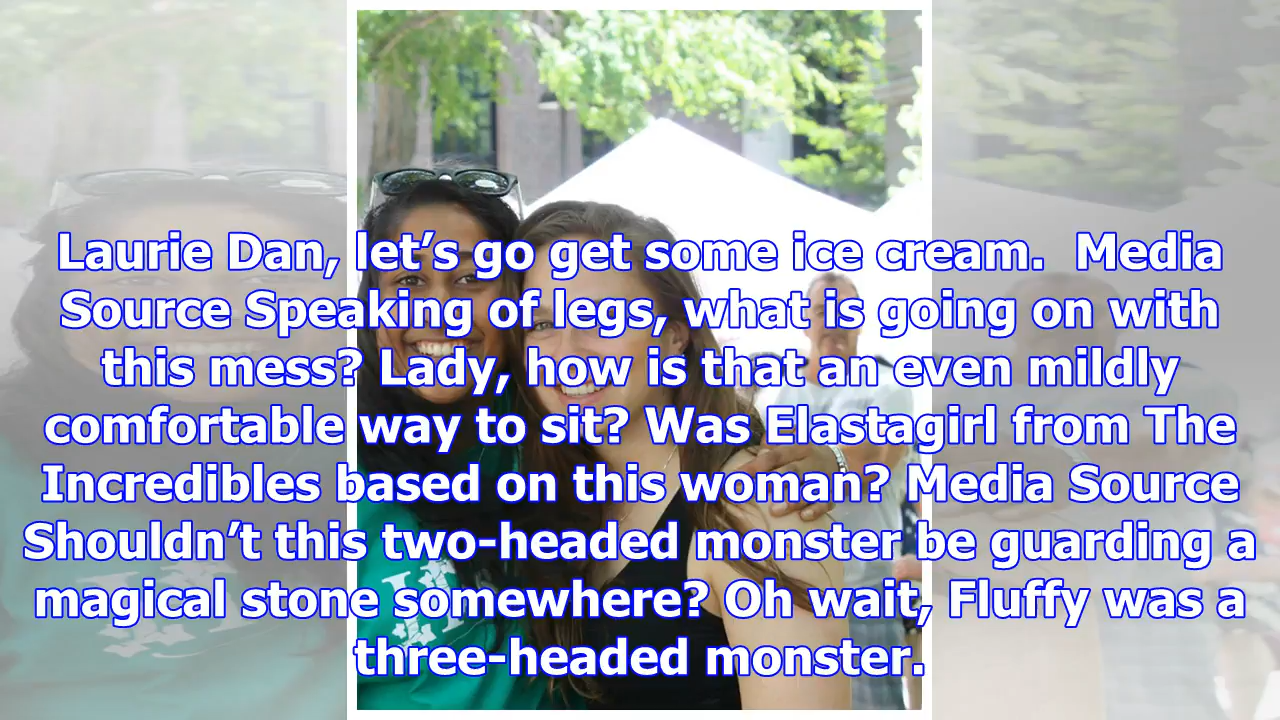 Laurie Dan, let’s go get some ice cream.  Media
Source Speaking of legs, what is going on with
this mess? Lady, how is that an even mildly
comfortable way to sit? Was Elastagirl from The
Incredibles based on this woman? Media Source
Shouldn’t this two-headed monster be guarding a
magical stone somewhere? Oh wait, Fluffy was a
three-headed monster.